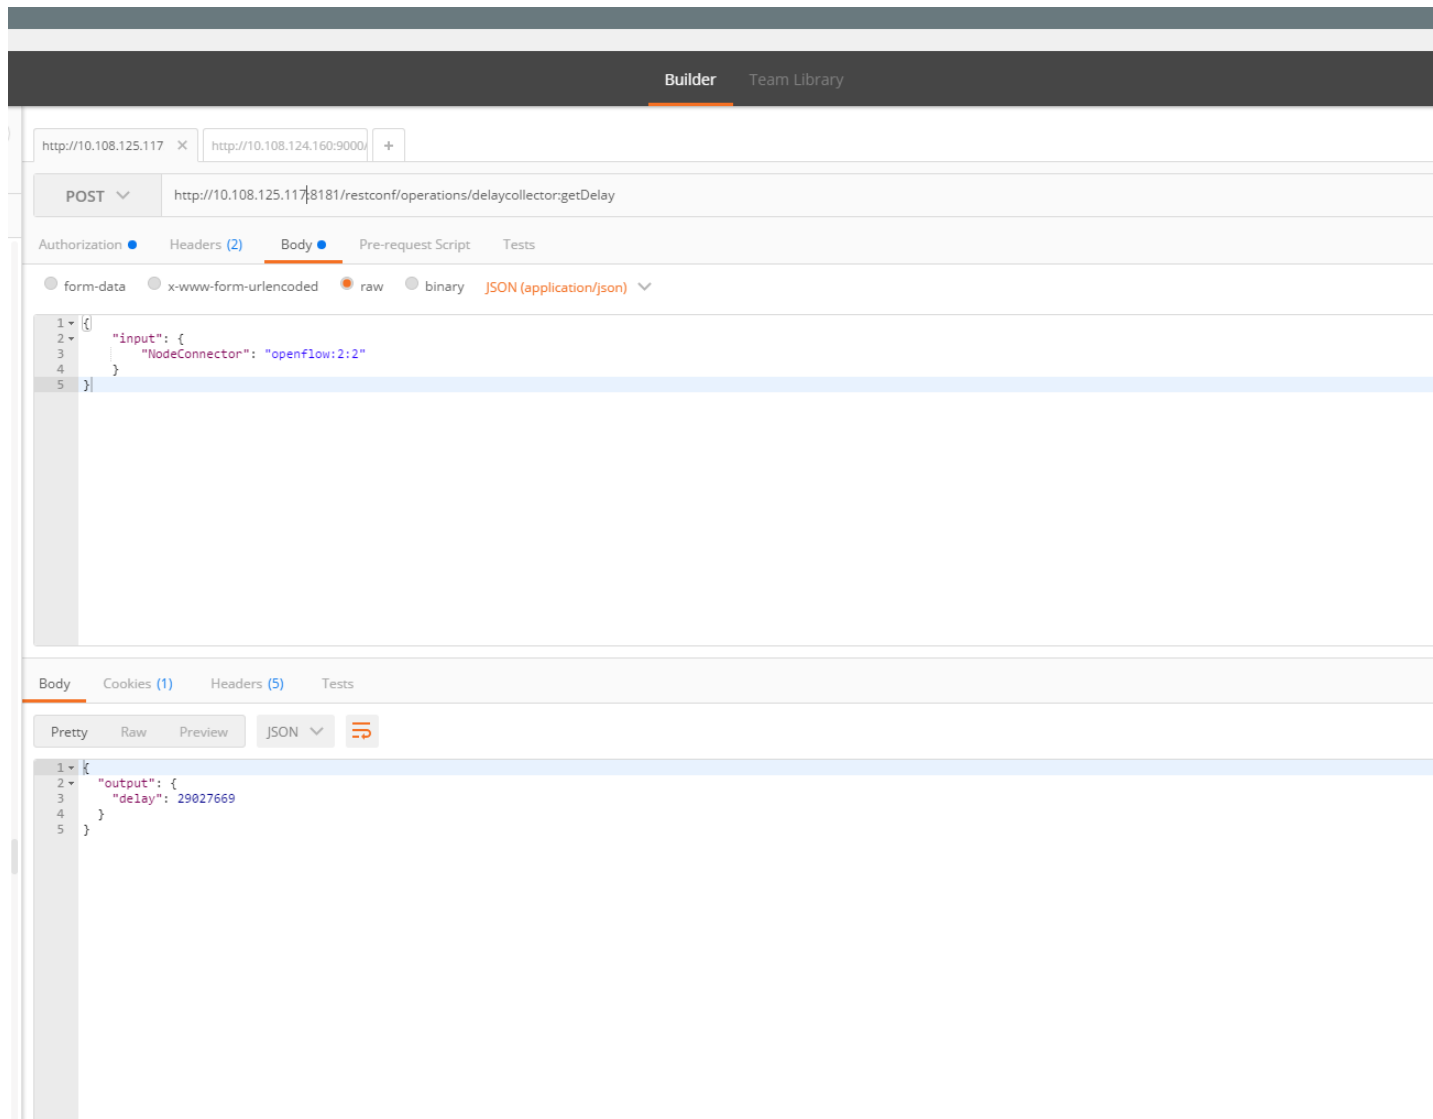 Builder Team Library
http://10.108.125.117 http://10.108.124.160:9000/ +
POST http://10.108.125.117:8181/restconf/operations/delaycollector:getDelay
Authorization Headers (2) Body Pre-request Script Tests
form-data x-www-form-urlencoded raw binary JSON (application/json)
1 {
2 "input": {
3 "NodeConnector": "openflow:2:2"
4 }
5 }
Body Cookies (1) Headers (5) Tests
Pretty Raw Preview JSON
1 {
2 "output": {
3 "delay": 29027669
4 }
5 }